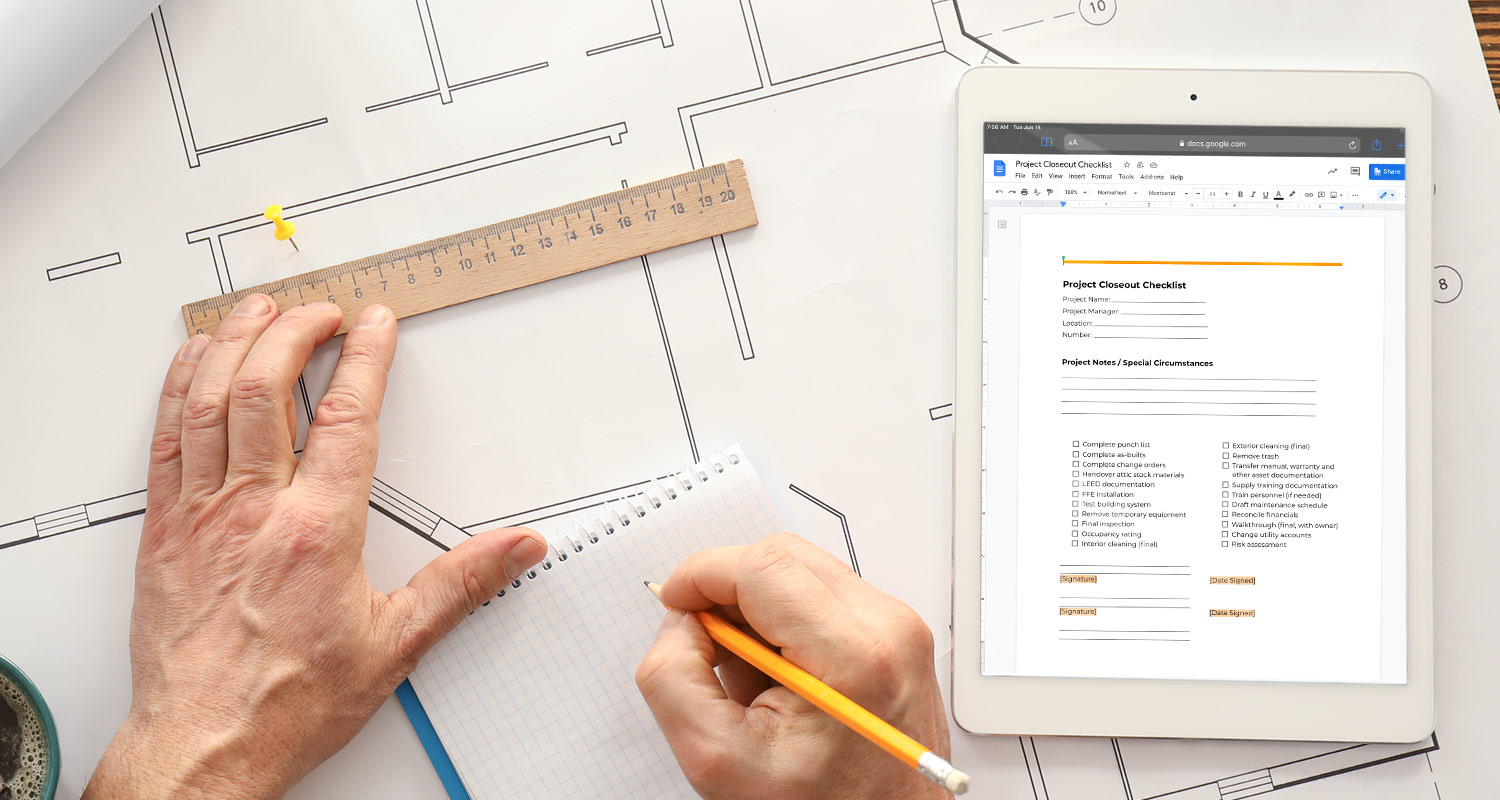 10
8
5 6 7 8 9 10 11 12 13 14 15 16 17 18 19 20
7:56 AM Tue Jun 15
AA docs.google.com
Project Closeout Checklist
File Edit View Insert Format Tools Add-ons Help
Share
100% Normal text Montserrat - 11 + B I U A
Project Closeout Checklist
Project Name:
Project Manager:
Location:
Number:
Project Notes / Special Circumstances
Complete punch list
Complete as-builts
Complete change orders
Handover attic stock materials
LEED documentation
FFE installation
Test building system
Remove temporary equipment
Final inspection
Occupancy rating
Interior cleaning (final)
Exterior cleaning (final)
Remove trash
Transfer manual, warranty and
other asset documentation
Supply training documentation
Train personnel (if needed)
Draft maintenance schedule
Reconcile financials
Walkthrough (final, with owner)
Change utility accounts
Risk assessment
[Signature] [Date Signed]
[Signature] [Date Signed]